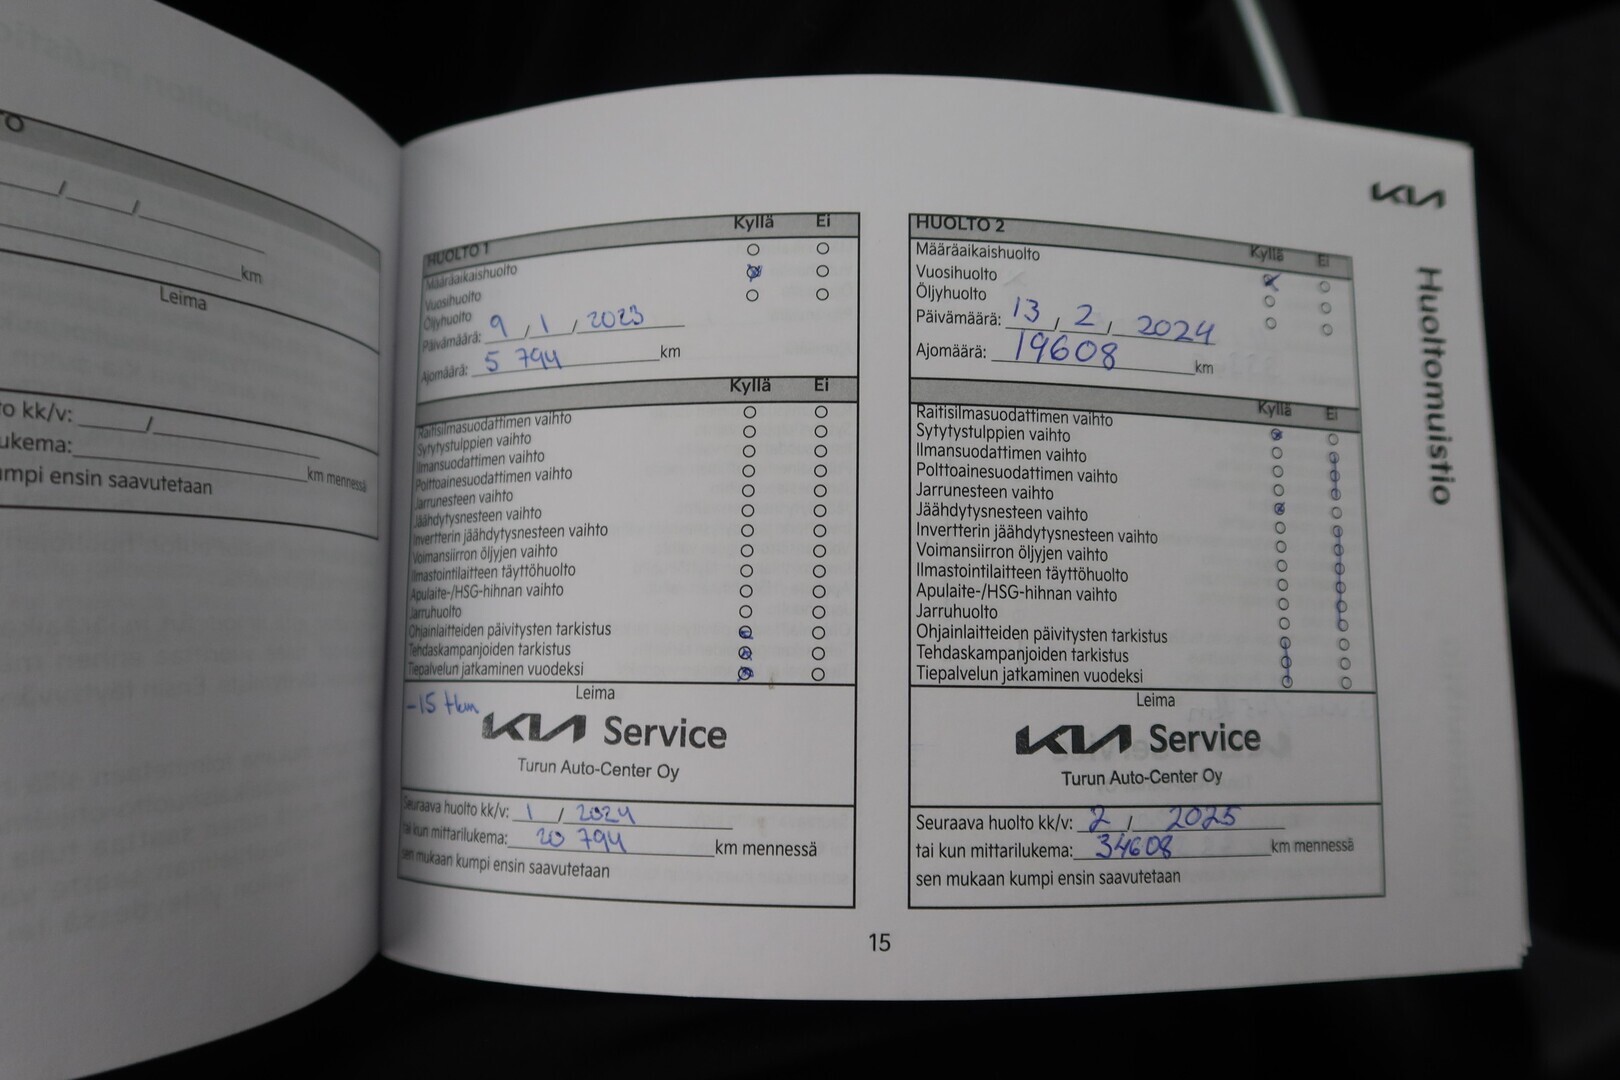 TO
/ /
km
Leima
to kk/v: /
lukema: km mennessä
umpi ensin saavutetaan
HUOLTO 1 Kyllä Ei
Määräaikaishuolto
Vuosihuolto
Öljyhuolto
Päivämäärä: 9 / 1 / 2023
Ajomäärä: 5 794 km
Kyllä Ei
Raitisilmasuodattimen vaihto
Sytytystulppien vaihto
Ilmansuodattimen vaihto
Polttoainesuodattimen vaihto
Jarrunesteen vaihto
Jäähdytysnesteen vaihto
Invertterin jäähdytysnesteen vaihto
Voimansiirron öljyjen vaihto
Ilmastointilaitteen täyttöhuolto
Apulaite-/HSG-hihnan vaihto
Jarruhuolto
Ohjainlaitteiden päivitysten tarkistus
Tehdaskampanjoiden tarkistus
Tiepalvelun jatkaminen vuodeksi
Leima
-15 tkm
KIA Service
Turun Auto-Center Oy
Seuraava huolto kk/v: 1 / 2024
tai kun mittarilukema: 20 794 km mennessä
sen mukaan kumpi ensin saavutetaan
HUOLTO 2 Kyllä Ei
Määräaikaishuolto
Vuosihuolto
Öljyhuolto
Päivämäärä: 13 / 2 / 2024
Ajomäärä: 19608 km
Kyllä Ei
Raitisilmasuodattimen vaihto
Sytytystulppien vaihto
Ilmansuodattimen vaihto
Polttoainesuodattimen vaihto
Jarrunesteen vaihto
Jäähdytysnesteen vaihto
Invertterin jäähdytysnesteen vaihto
Voimansiirron öljyjen vaihto
Ilmastointilaitteen täyttöhuolto
Apulaite-/HSG-hihnan vaihto
Jarruhuolto
Ohjainlaitteiden päivitysten tarkistus
Tehdaskampanjoiden tarkistus
Tiepalvelun jatkaminen vuodeksi
Leima
KIA Service
Turun Auto-Center Oy
Seuraava huolto kk/v: 2 / 2025
tai kun mittarilukema: 34608 km mennessä
sen mukaan kumpi ensin saavutetaan
KIA
Huoltomuistio
15